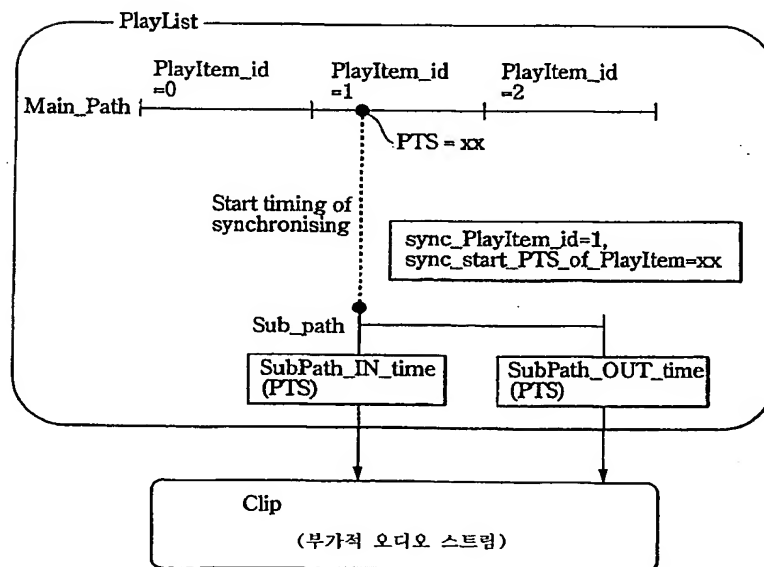 PlayList
PlayItem_id
=0
PlayItem_id
=1
PlayItem_id
=2
Main_Path
PTS = xx
Start timing of
synchronising
sync_PlayItem_id=1,
sync_start_PTS_of_PlayItem=xx
Sub_path
SubPath_IN_time
(PTS)
SubPath_OUT_time
(PTS)
Clip
(부가적 오디오 스트림)